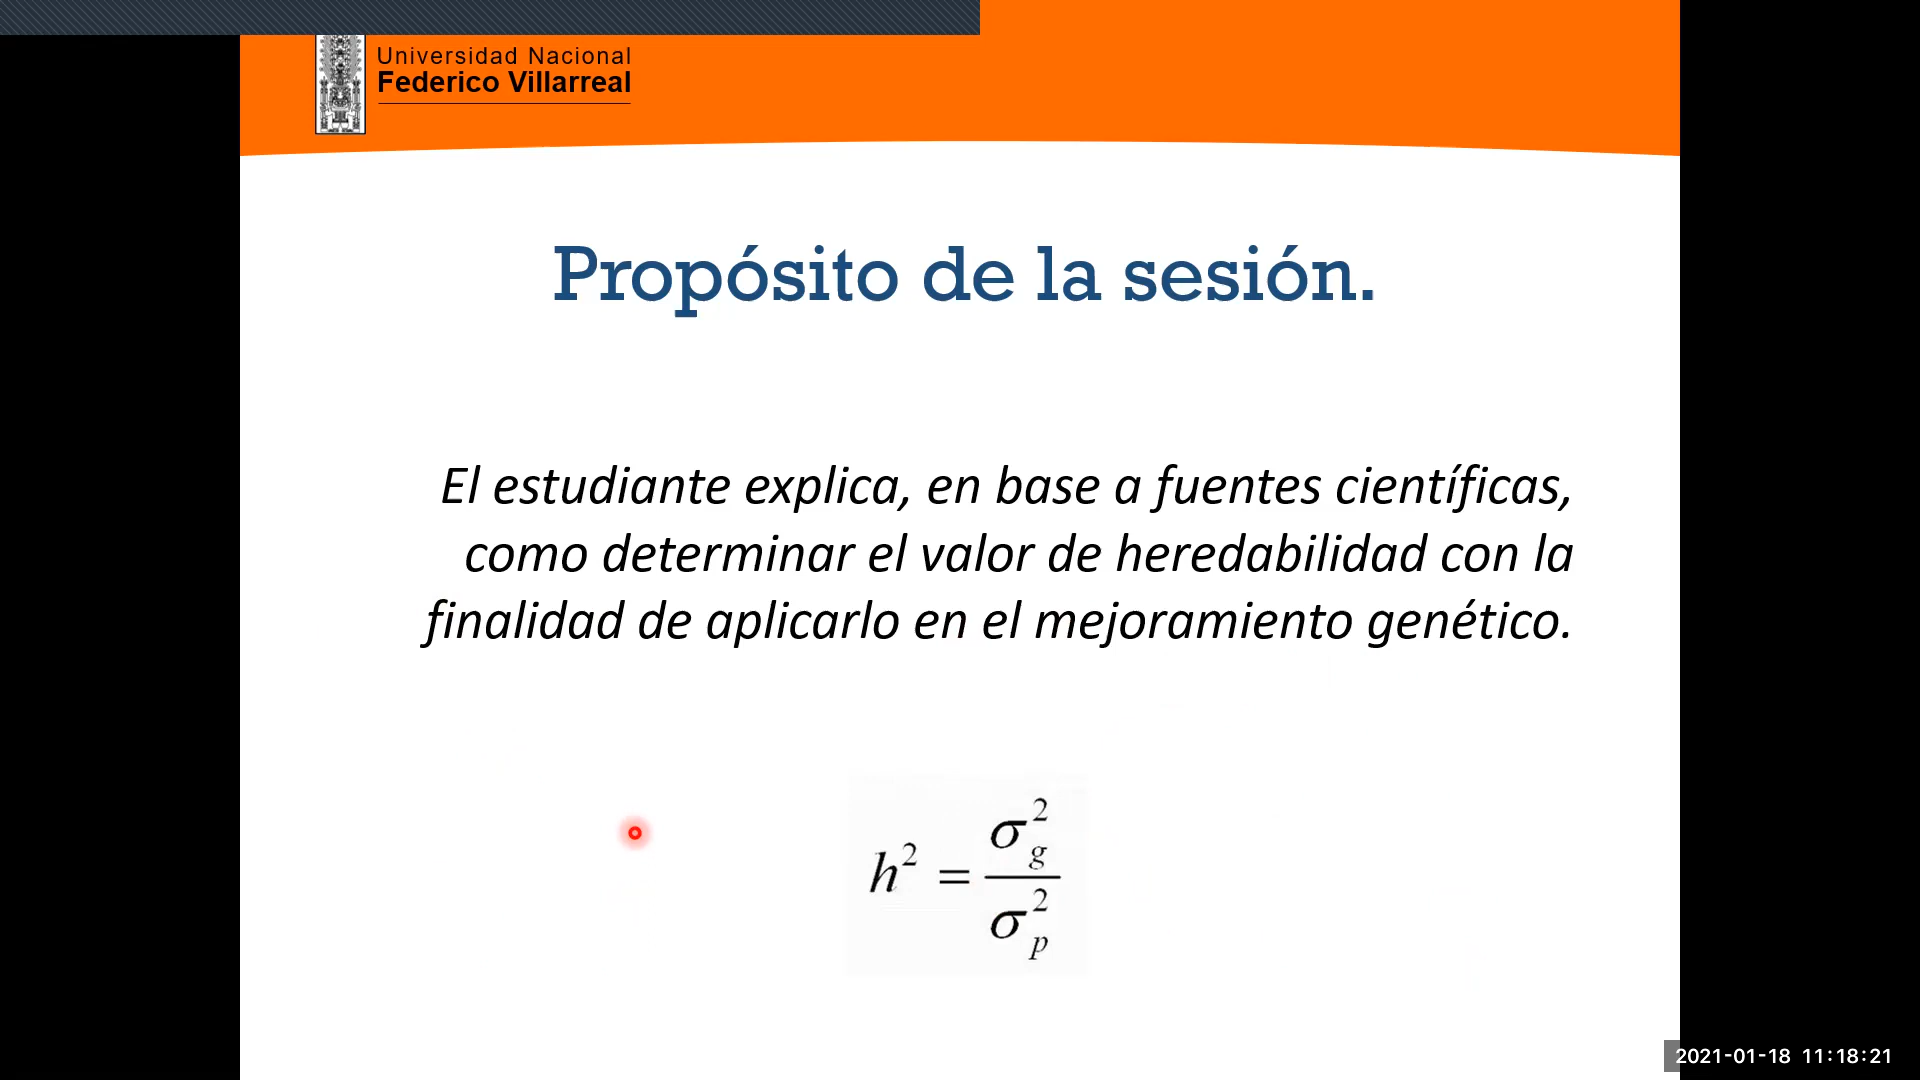 Universidad Nacional
Federico Villarreal
Propósito de la sesión.
El estudiante explica, en base a fuentes científicas,
como determinar el valor de heredabilidad con la
finalidad de aplicarlo en el mejoramiento genético.
h² = σ²g / σ²p
2021-01-18 11:18:21